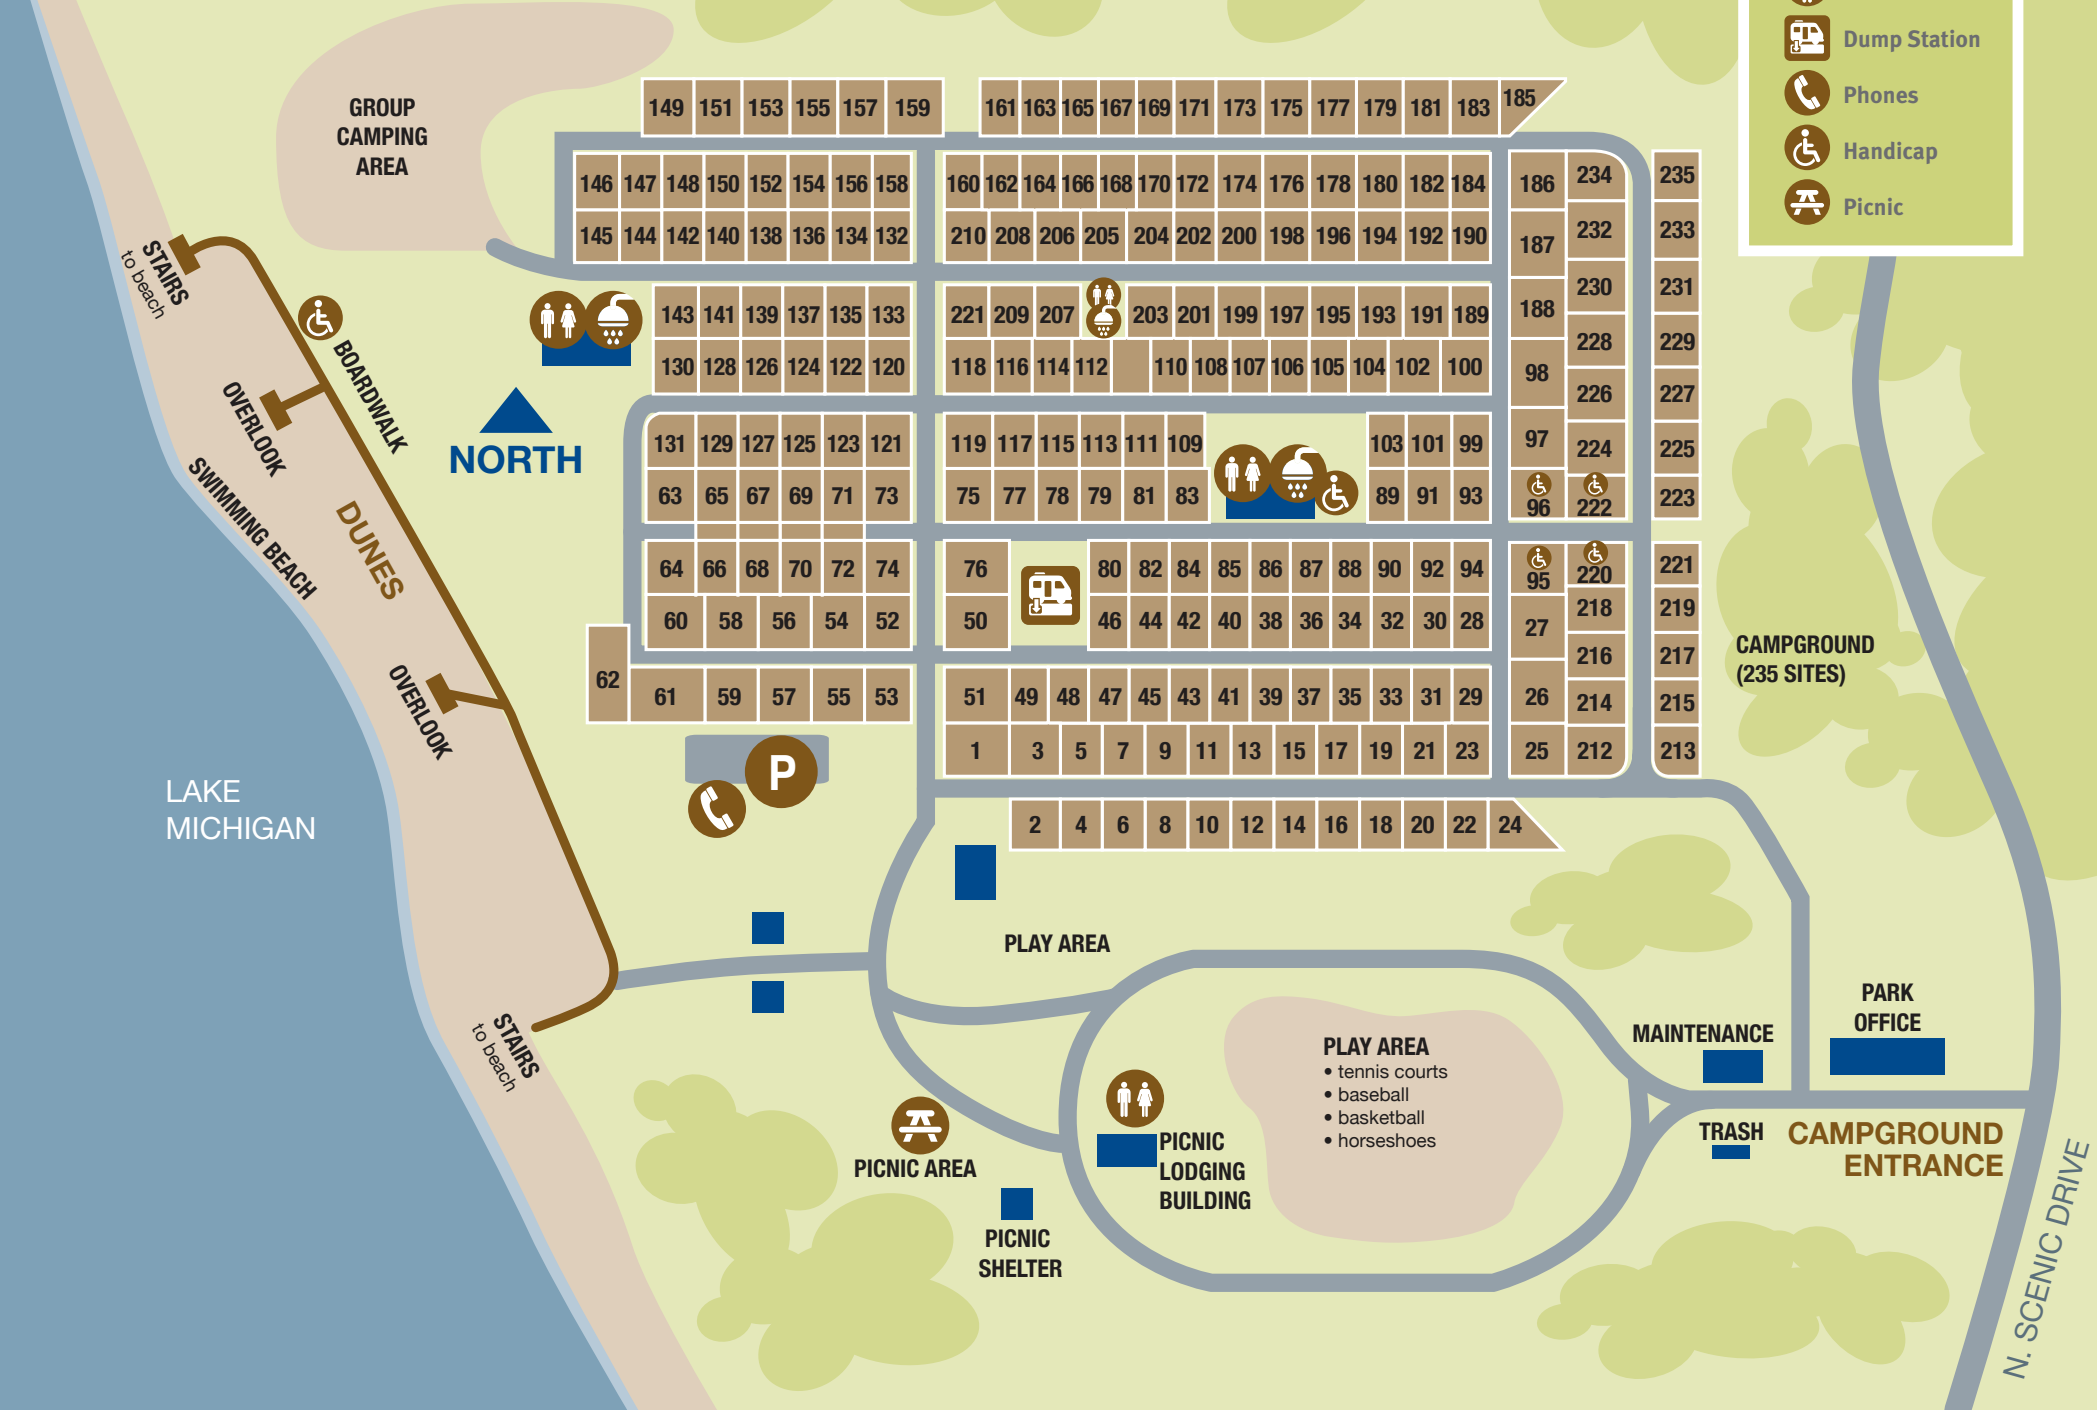 Dump Station
Phones
Handicap
Picnic
GROUP
CAMPING
AREA
149 151 153 155 157 159
161 163 165 167 169 171 173 175 177 179 181 183 185
146 147 148 150 152 154 156 158
160 162 164 166 168 170 172 174 176 178 180 182 184
145 144 142 140 138 136 134 132
210 208 206 205 204 202 200 198 196 194 192 190
143 141 139 137 135 133
221 209 207 203 201 199 197 195 193 191 189
130 128 126 124 122 120
118 116 114 112 110 108 107 106 105 104 102 100
131 129 127 125 123 121
119 117 115 113 111 109
103 101 99
63 65 67 69 71 73
75 77 78 79 81 83
89 91 93
64 66 68 70 72 74
76
80 82 84 85 86 87 88 90 92 94
60 58 56 54 52
50
46 44 42 40 38 36 34 32 30 28
62
61 59 57 55 53
51 49 48 47 45 43 41 39 37 35 33 31 29
1 3 5 7 9 11 13 15 17 19 21 23
2 4 6 8 10 12 14 16 18 20 22 24
186
187
188
98
97
96
95
27
26
25
234
232
230
228
226
224
222
220
218
216
214
212
235
233
231
229
227
225
223
221
219
217
215
213
STAIRS
to beach
BOARDWALK
OVERLOOK
NORTH
SWIMMING BEACH
DUNES
OVERLOOK
CAMPGROUND
(235 SITES)
LAKE
MICHIGAN
P
PLAY AREA
STAIRS
to beach
PLAY AREA
• tennis courts
• baseball
• basketball
• horseshoes
MAINTENANCE
PARK
OFFICE
TRASH
CAMPGROUND
ENTRANCE
PICNIC AREA
PICNIC
LODGING
BUILDING
PICNIC
SHELTER
N. SCENIC DRIVE